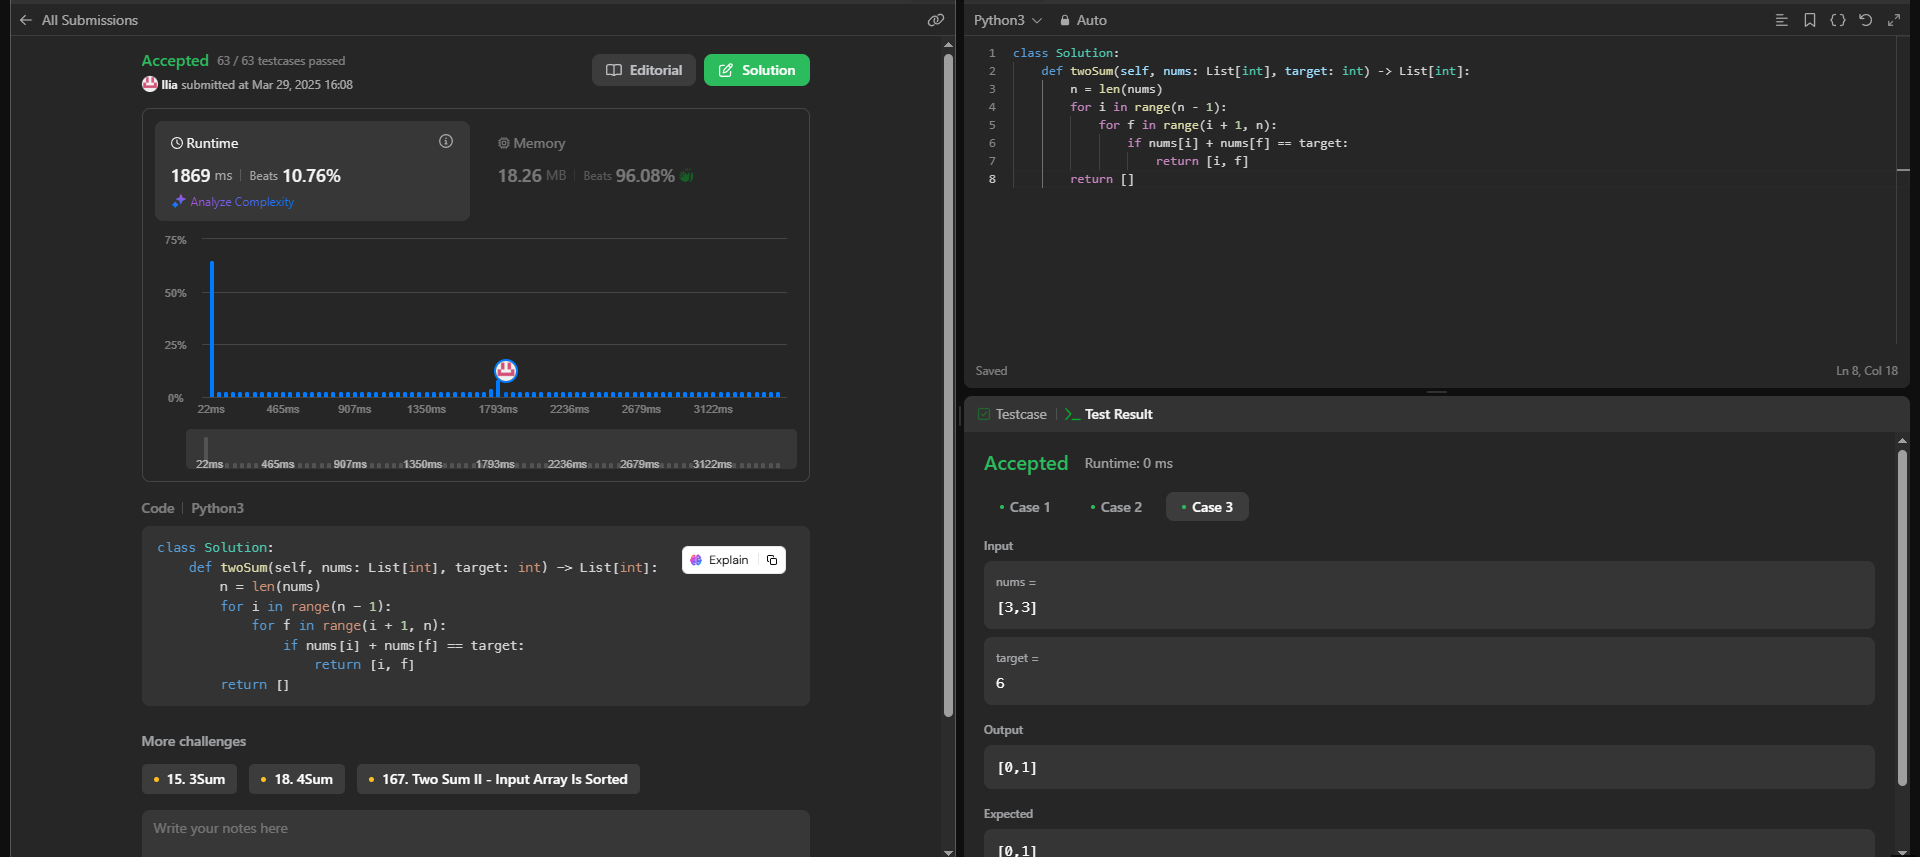 All Submissions
Accepted 63 / 63 testcases passed
Ilia submitted at Mar 29, 2025 16:08
Editorial
Solution
Runtime
1869 ms | Beats 10.76%
Analyze Complexity
Memory
18.26 MB | Beats 96.08%
75%
50%
25%
0%
22ms 465ms 907ms 1350ms 1793ms 2236ms 2679ms 3122ms
22ms 465ms 907ms 1350ms 1793ms 2236ms 2679ms 3122ms
Code | Python3
class Solution:
    def twoSum(self, nums: List[int], target: int) -> List[int]:
        n = len(nums)
        for i in range(n - 1):
            for f in range(i + 1, n):
                if nums[i] + nums[f] == target:
                    return [i, f]
        return []
Explain
More challenges
15. 3Sum
18. 4Sum
167. Two Sum II - Input Array Is Sorted
Write your notes here
Python3 Auto
1 class Solution:
2     def twoSum(self, nums: List[int], target: int) -> List[int]:
3         n = len(nums)
4         for i in range(n - 1):
5             for f in range(i + 1, n):
6                 if nums[i] + nums[f] == target:
7                     return [i, f]
8         return []
Saved
Ln 8, Col 18
Testcase | Test Result
Accepted Runtime: 0 ms
Case 1 Case 2 Case 3
Input
nums =
[3,3]
target =
6
Output
[0,1]
Expected
[0,1]